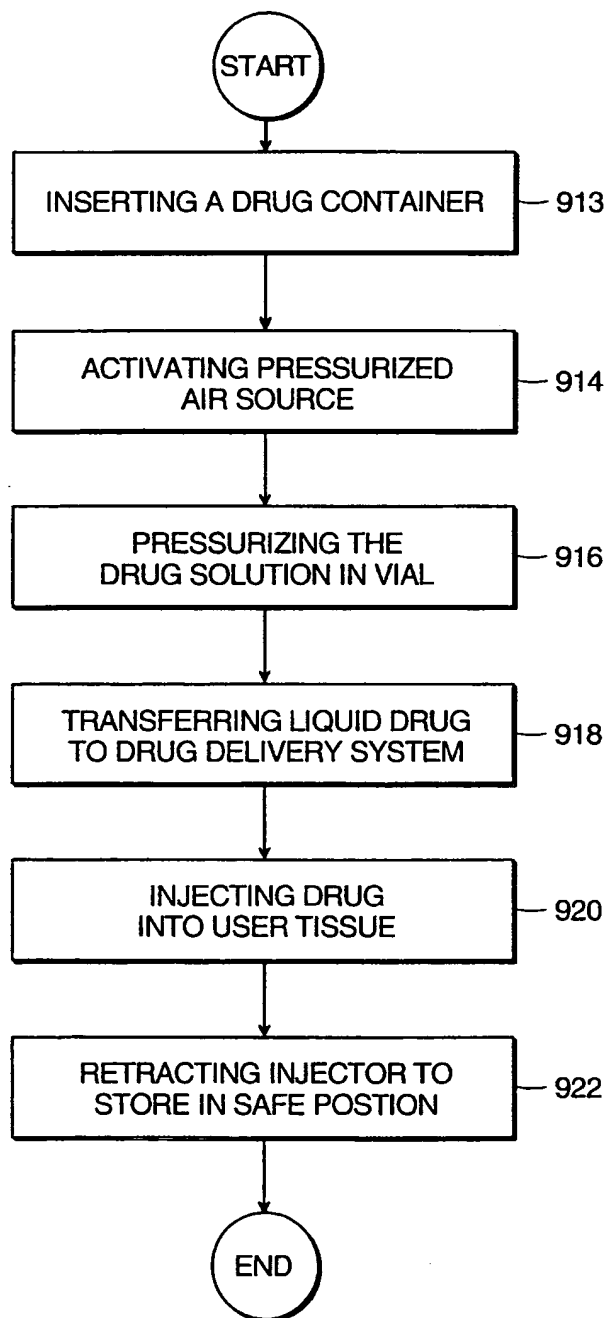 START
INSERTING A DRUG CONTAINER
913
ACTIVATING PRESSURIZED
AIR SOURCE
914
PRESSURIZING THE
DRUG SOLUTION IN VIAL
916
TRANSFERRING LIQUID DRUG
TO DRUG DELIVERY SYSTEM
918
INJECTING DRUG
INTO USER TISSUE
920
RETRACTING INJECTOR TO
STORE IN SAFE POSTION
922
END